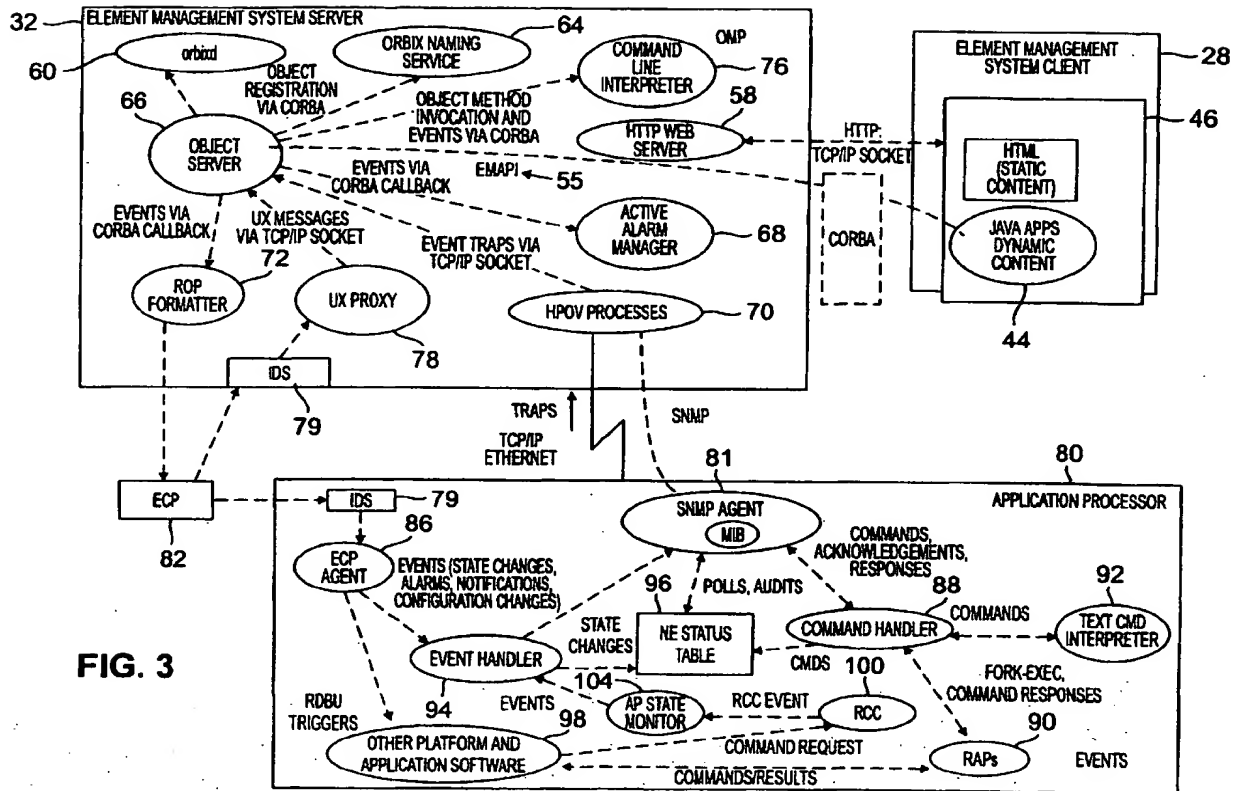 32
ELEMENT MANAGEMENT SYSTEM SERVER
60
orbixd
ORBIX NAMING
SERVICE
64
COMMAND
LINE
INTERPRETER
OMP
76
OBJECT
REGISTRATION
VIA CORBA
66
OBJECT
SERVER
OBJECT METHOD
INVOCATION AND
EVENTS VIA CORBA
58
HTTP WEB
SERVER
HTTP:
TCP/IP SOCKET
ELEMENT MANAGEMENT
SYSTEM CLIENT
28
46
HTML
(STATIC
CONTENT)
JAVA APPS
DYNAMIC
CONTENT
44
CORBA
EVENTS VIA
CORBA CALLBACK
EMAPI
55
EVENTS VIA
CORBA CALLBACK
UX MESSAGES
VIA TCP/IP SOCKET
EVENT TRAPS VIA
TCP/IP SOCKET
ACTIVE
ALARM
MANAGER
68
72
ROP
FORMATTER
UX PROXY
78
HPOV PROCESSES
70
IDS
79
TRAPS
TCP/IP
ETHERNET
SNMP
ECP
82
IDS
79
81
SNMP AGENT
MIB
80
APPLICATION PROCESSOR
86
ECP
AGENT
EVENTS (STATE CHANGES,
ALARMS, NOTIFICATIONS,
CONFIGURATION CHANGES)
COMMANDS,
ACKNOWLEDGEMENTS,
RESPONSES
POLLS, AUDITS
96
NE STATUS
TABLE
88
COMMAND HANDLER
COMMANDS
92
TEXT CMD
INTERPRETER
STATE
CHANGES
CMDS
EVENT HANDLER
94
FIG. 3
RDBU
TRIGGERS
EVENTS
104
AP STATE
MONITOR
RCC EVENT
100
RCC
FORK-EXEC,
COMMAND RESPONSES
98
OTHER PLATFORM AND
APPLICATION SOFTWARE
COMMAND REQUEST
COMMANDS/RESULTS
RAPs
90
EVENTS